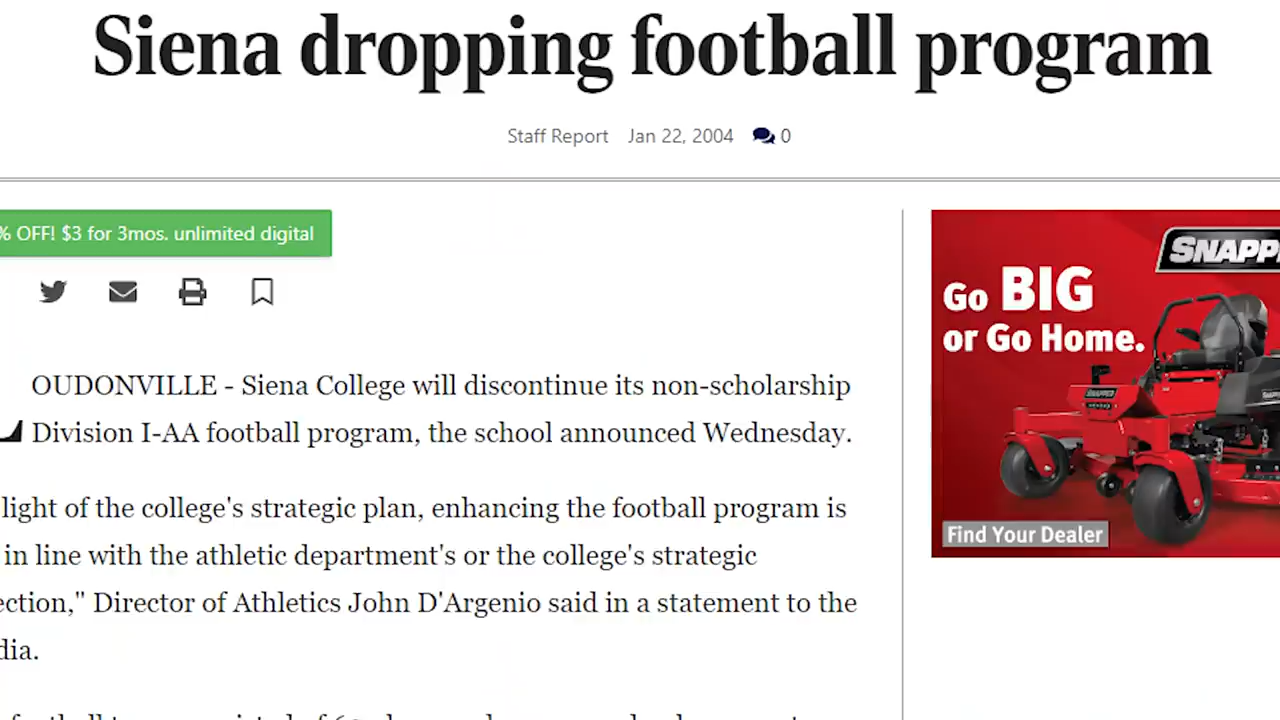 Siena dropping football program
Staff Report Jan 22, 2004 0
% OFF! $3 for 3mos. unlimited digital
SNAPP
Go BIG
or Go Home.
Find Your Dealer
LOUDONVILLE - Siena College will discontinue its non-scholarship
Division I-AA football program, the school announced Wednesday.
light of the college's strategic plan, enhancing the football program is
in line with the athletic department's or the college's strategic
ection," Director of Athletics John D'Argenio said in a statement to the
dia.